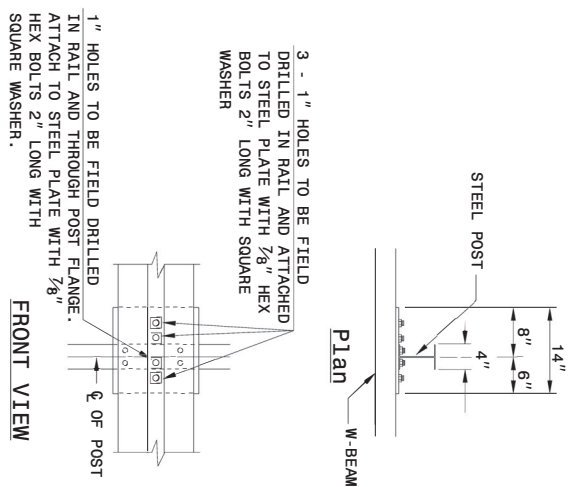 14"
8"
6"
4"
STEEL POST
W-BEAM
Plan
3 - 1" HOLES TO BE FIELD
DRILLED IN RAIL AND ATTACHED
TO STEEL PLATE WITH 7/8" HEX
BOLTS 2" LONG WITH SQUARE
WASHER
1" HOLES TO BE FIELD DRILLED
IN RAIL AND THROUGH POST FLANGE.
ATTACH TO STEEL PLATE WITH 7/8"
HEX BOLTS 2" LONG WITH
SQUARE WASHER.
℄ OF POST
FRONT VIEW